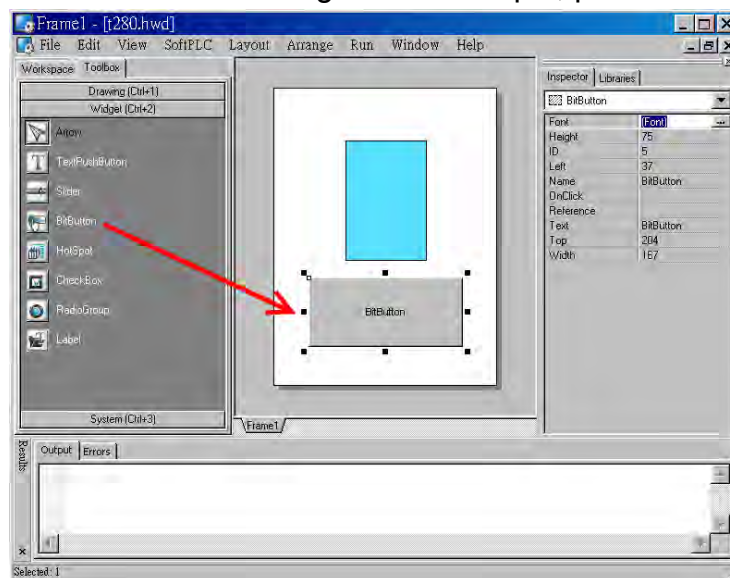 Frame1 - [t280.hwd]
File Edit View SoftPLC Layout Arrange Run Window Help
Workspace Toolbox
Drawing (Ctrl+1)
Widget (Ctrl+2)
Arrow
TextPushButton
Slider
BitButton
HotSpot
CheckBox
RadioGroup
Label
System (Ctrl+3)
BitButton
Frame1
Inspector Libraries
BitButton
Font (Font) ...
Height 75
ID 5
Left 37
Name BitButton
OnClick
Reference
Text BitButton
Top 204
Width 167
Results
Output Errors
Selected: 1